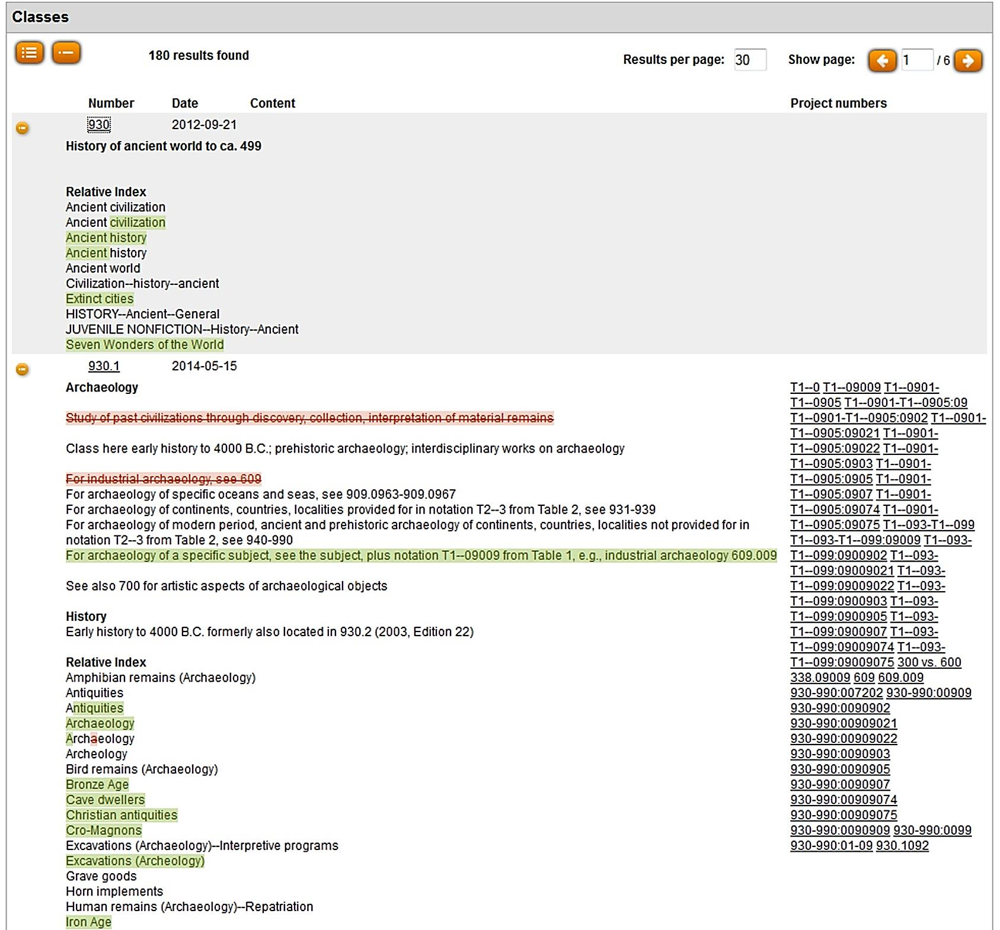 Classes
180 results found Results per page: 30 Show page: 1 / 6
Number Date Content Project numbers
930 2012-09-21
History of ancient world to ca. 499
Relative Index
Ancient civilization
Ancient civilization
Ancient history
Ancient history
Ancient world
Civilization--history--ancient
Extinct cities
HISTORY--Ancient--General
JUVENILE NONFICTION--History--Ancient
Seven Wonders of the World
930.1 2014-05-15
Archaeology
Study of past civilizations through discovery, collection, interpretation of material remains
Class here early history to 4000 B.C.; prehistoric archaeology; interdisciplinary works on archaeology
For industrial archaeology, see 609
For archaeology of specific oceans and seas, see 909.0963-909.0967
For archaeology of continents, countries, localities provided for in notation T2--3 from Table 2, see 931-939
For archaeology of modern period, ancient and prehistoric archaeology of continents, countries, localities not provided for in
notation T2--3 from Table 2, see 940-990
For archaeology of a specific subject, see the subject, plus notation T1--09009 from Table 1, e.g., industrial archaeology 609.009
See also 700 for artistic aspects of archaeological objects
History
Early history to 4000 B.C. formerly also located in 930.2 (2003, Edition 22)
Relative Index
Amphibian remains (Archaeology)
Antiquities
Antiquities
Archaeology
Archaeology
Archeology
Bird remains (Archaeology)
Bronze Age
Cave dwellers
Christian antiquities
Cro-Magnons
Excavations (Archaeology)--Interpretive programs
Excavations (Archeology)
Grave goods
Horn implements
Human remains (Archaeology)--Repatriation
Iron Age
T1--0 T1--09009 T1--0901-
T1--0905 T1--0901-T1--0905:09
T1--0901-T1--0905:0902 T1--0901-
T1--0905:09021 T1--0901-
T1--0905:09022 T1--0901-
T1--0905:0903 T1--0901-
T1--0905:0905 T1--0901-
T1--0905:0907 T1--0901-
T1--0905:09074 T1--0901-
T1--0905:09075 T1--093-T1--099
T1--093-T1--099:09009 T1--093-
T1--099:0900902 T1--093-
T1--099:09009021 T1--093-
T1--099:09009022 T1--093-
T1--099:0900903 T1--093-
T1--099:0900905 T1--093-
T1--099:0900907 T1--093-
T1--099:09009074 T1--093-
T1--099:09009075 300 vs. 600
338.09009 609 609.009
930-990:007202 930-990:00909
930-990:0090902
930-990:00909021
930-990:00909022
930-990:0090903
930-990:0090905
930-990:0090907
930-990:00909074
930-990:00909075
930-990:0090909 930-990:0099
930-990:01-09 930.1092